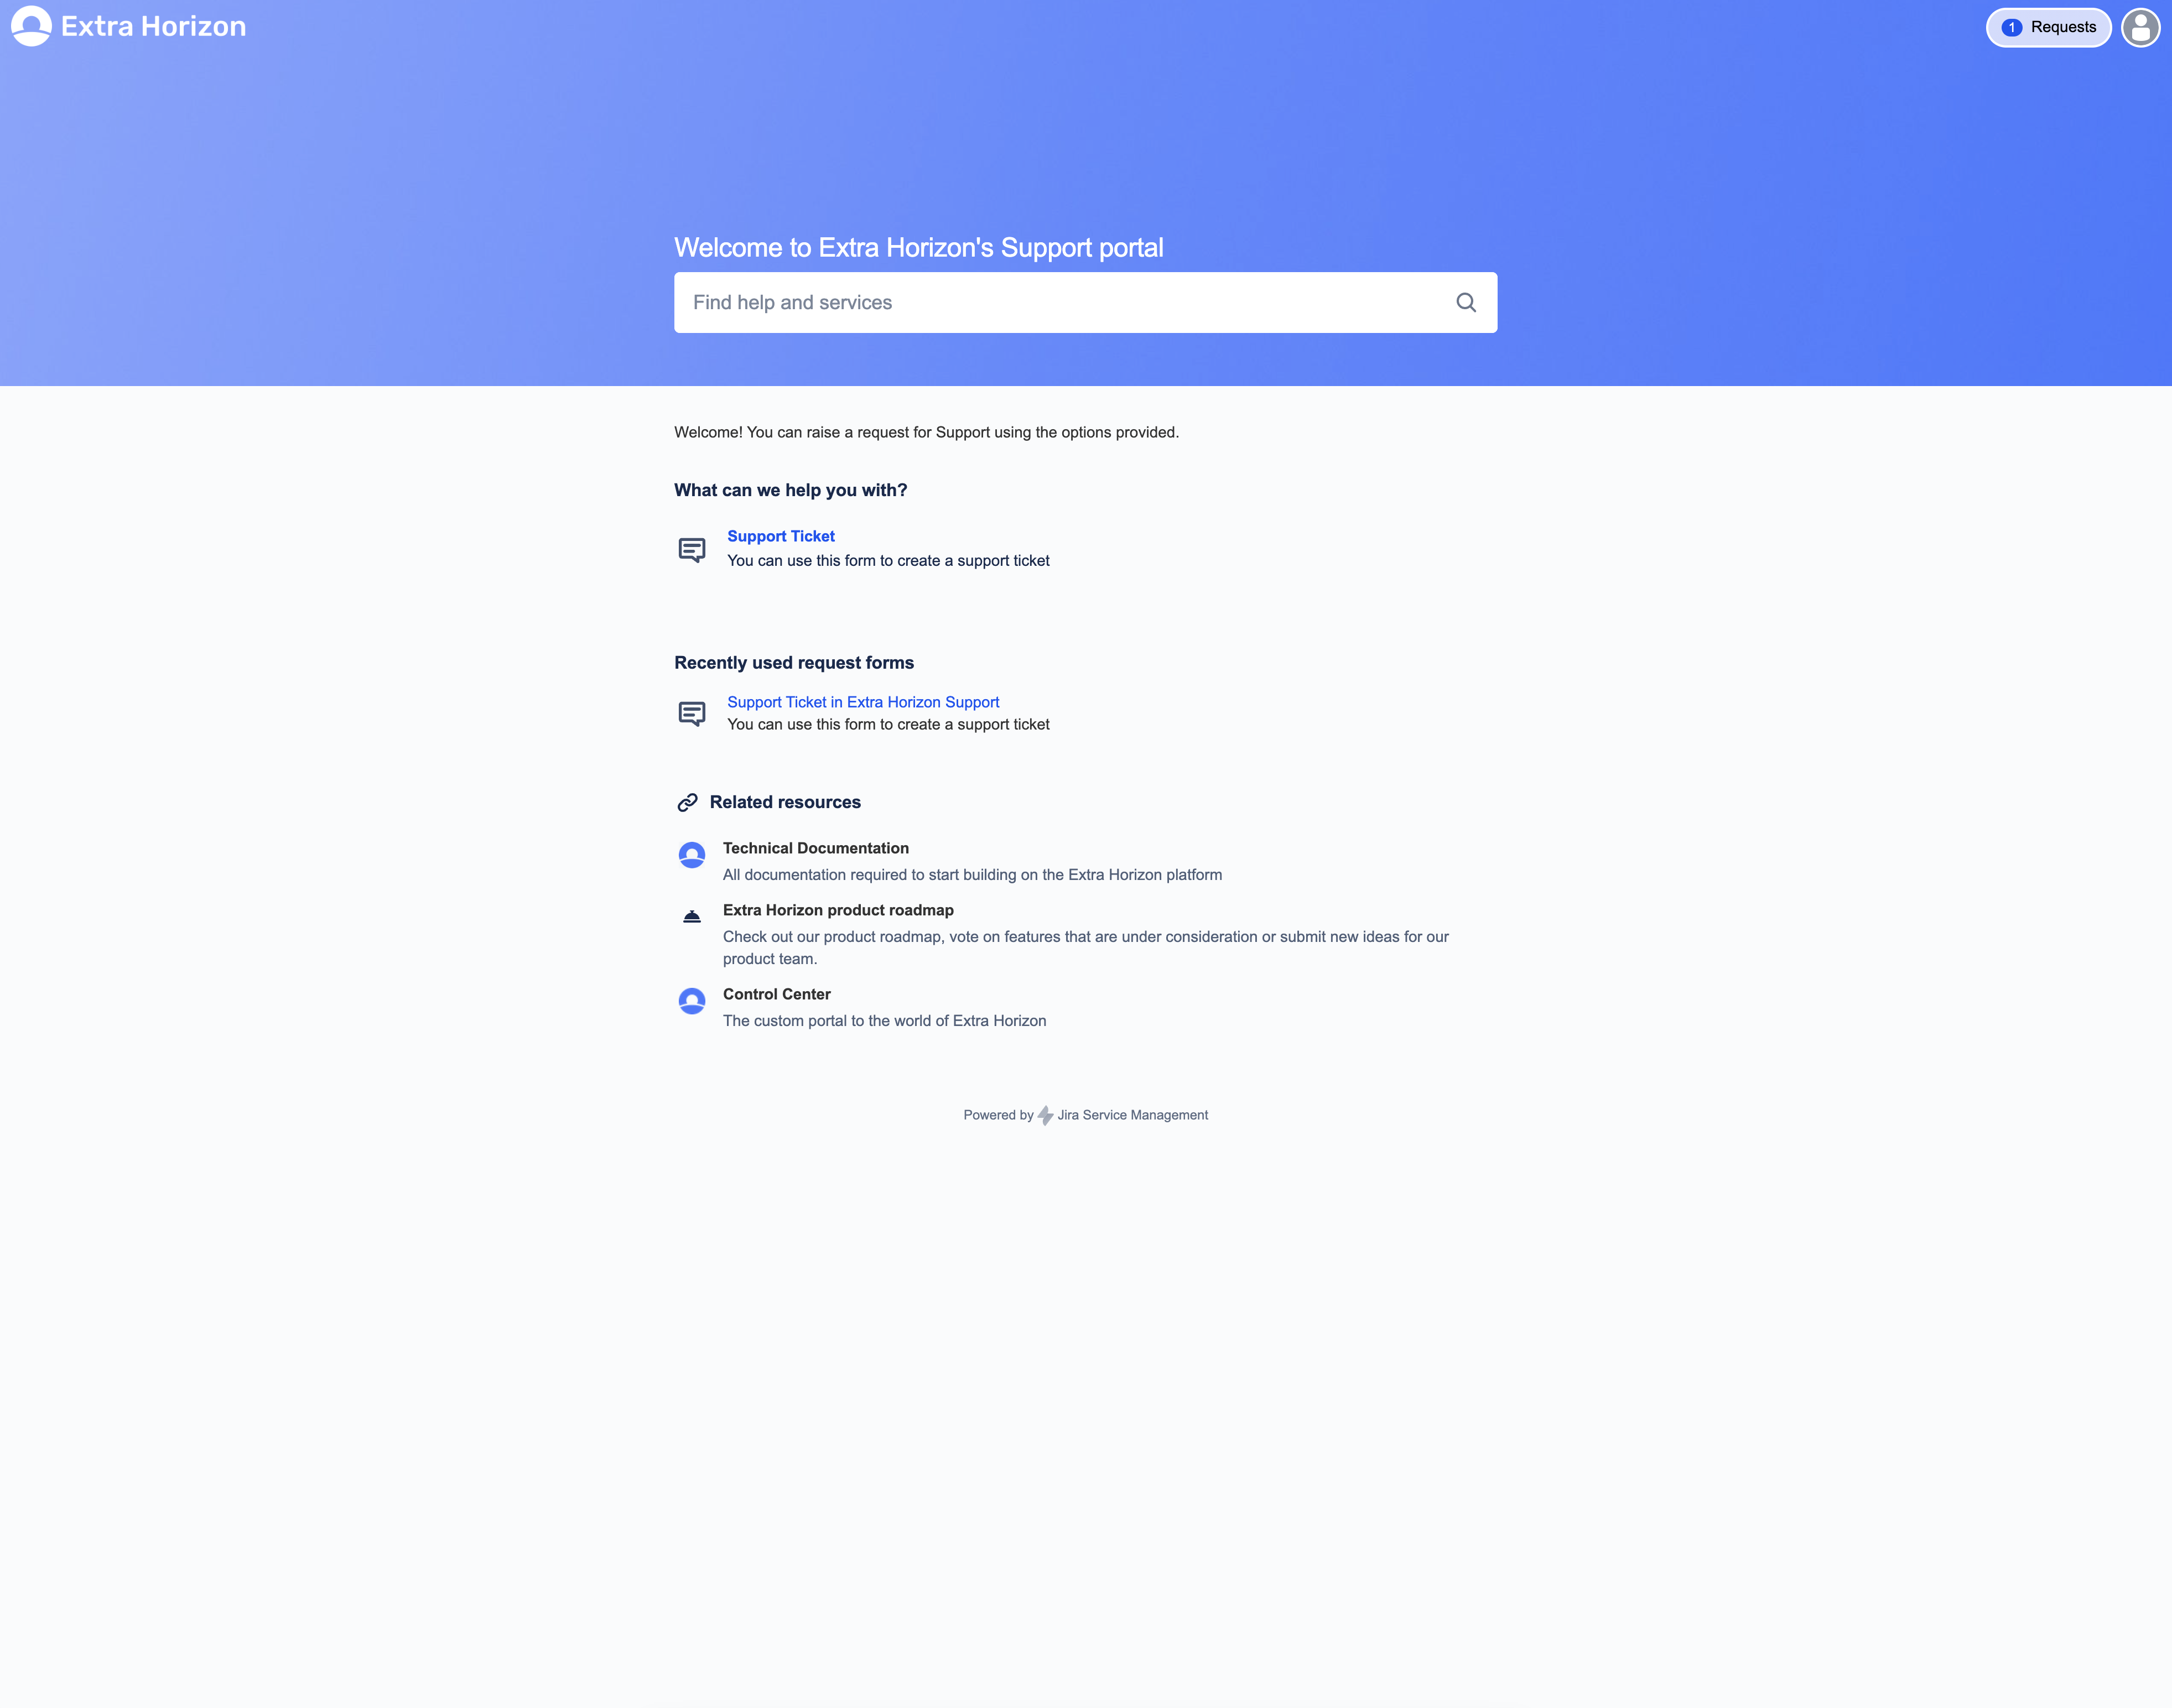 Extra Horizon
1 Requests
Welcome to Extra Horizon's Support portal
Find help and services
Welcome! You can raise a request for Support using the options provided.
What can we help you with?
Support Ticket
You can use this form to create a support ticket
Recently used request forms
Support Ticket in Extra Horizon Support
You can use this form to create a support ticket
Related resources
Technical Documentation
All documentation required to start building on the Extra Horizon platform
Extra Horizon product roadmap
Check out our product roadmap, vote on features that are under consideration or submit new ideas for our
product team.
Control Center
The custom portal to the world of Extra Horizon
Powered by Jira Service Management